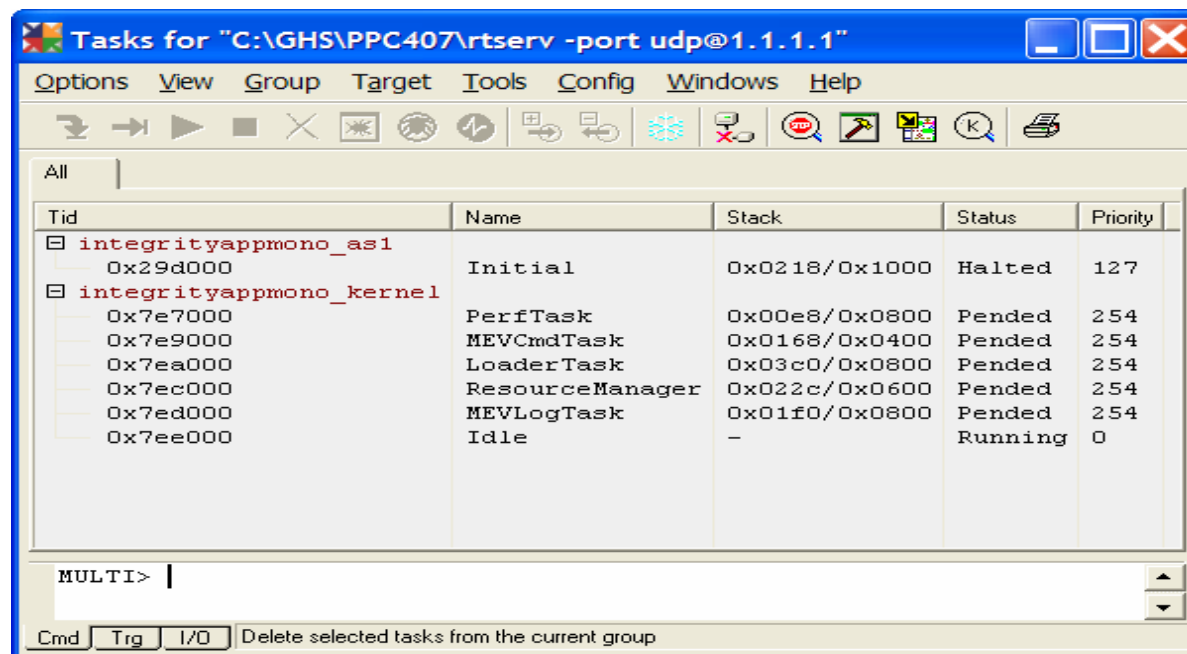 Tasks for "C:\GHS\PPC407\rtserv -port udp@1.1.1.1"
Options View Group Target Tools Config Windows Help
All
Tid Name Stack Status Priority
integrityappmono_as1
0x29d000 Initial 0x0218/0x1000 Halted 127
integrityappmono_kernel
0x7e7000 PerfTask 0x00e8/0x0800 Pended 254
0x7e9000 MEVCmdTask 0x0168/0x0400 Pended 254
0x7ea000 LoaderTask 0x03c0/0x0800 Pended 254
0x7ec000 ResourceManager 0x022c/0x0600 Pended 254
0x7ed000 MEVLogTask 0x01f0/0x0800 Pended 254
0x7ee000 Idle - Running 0
MULTI>
Cmd Trg I/O Delete selected tasks from the current group